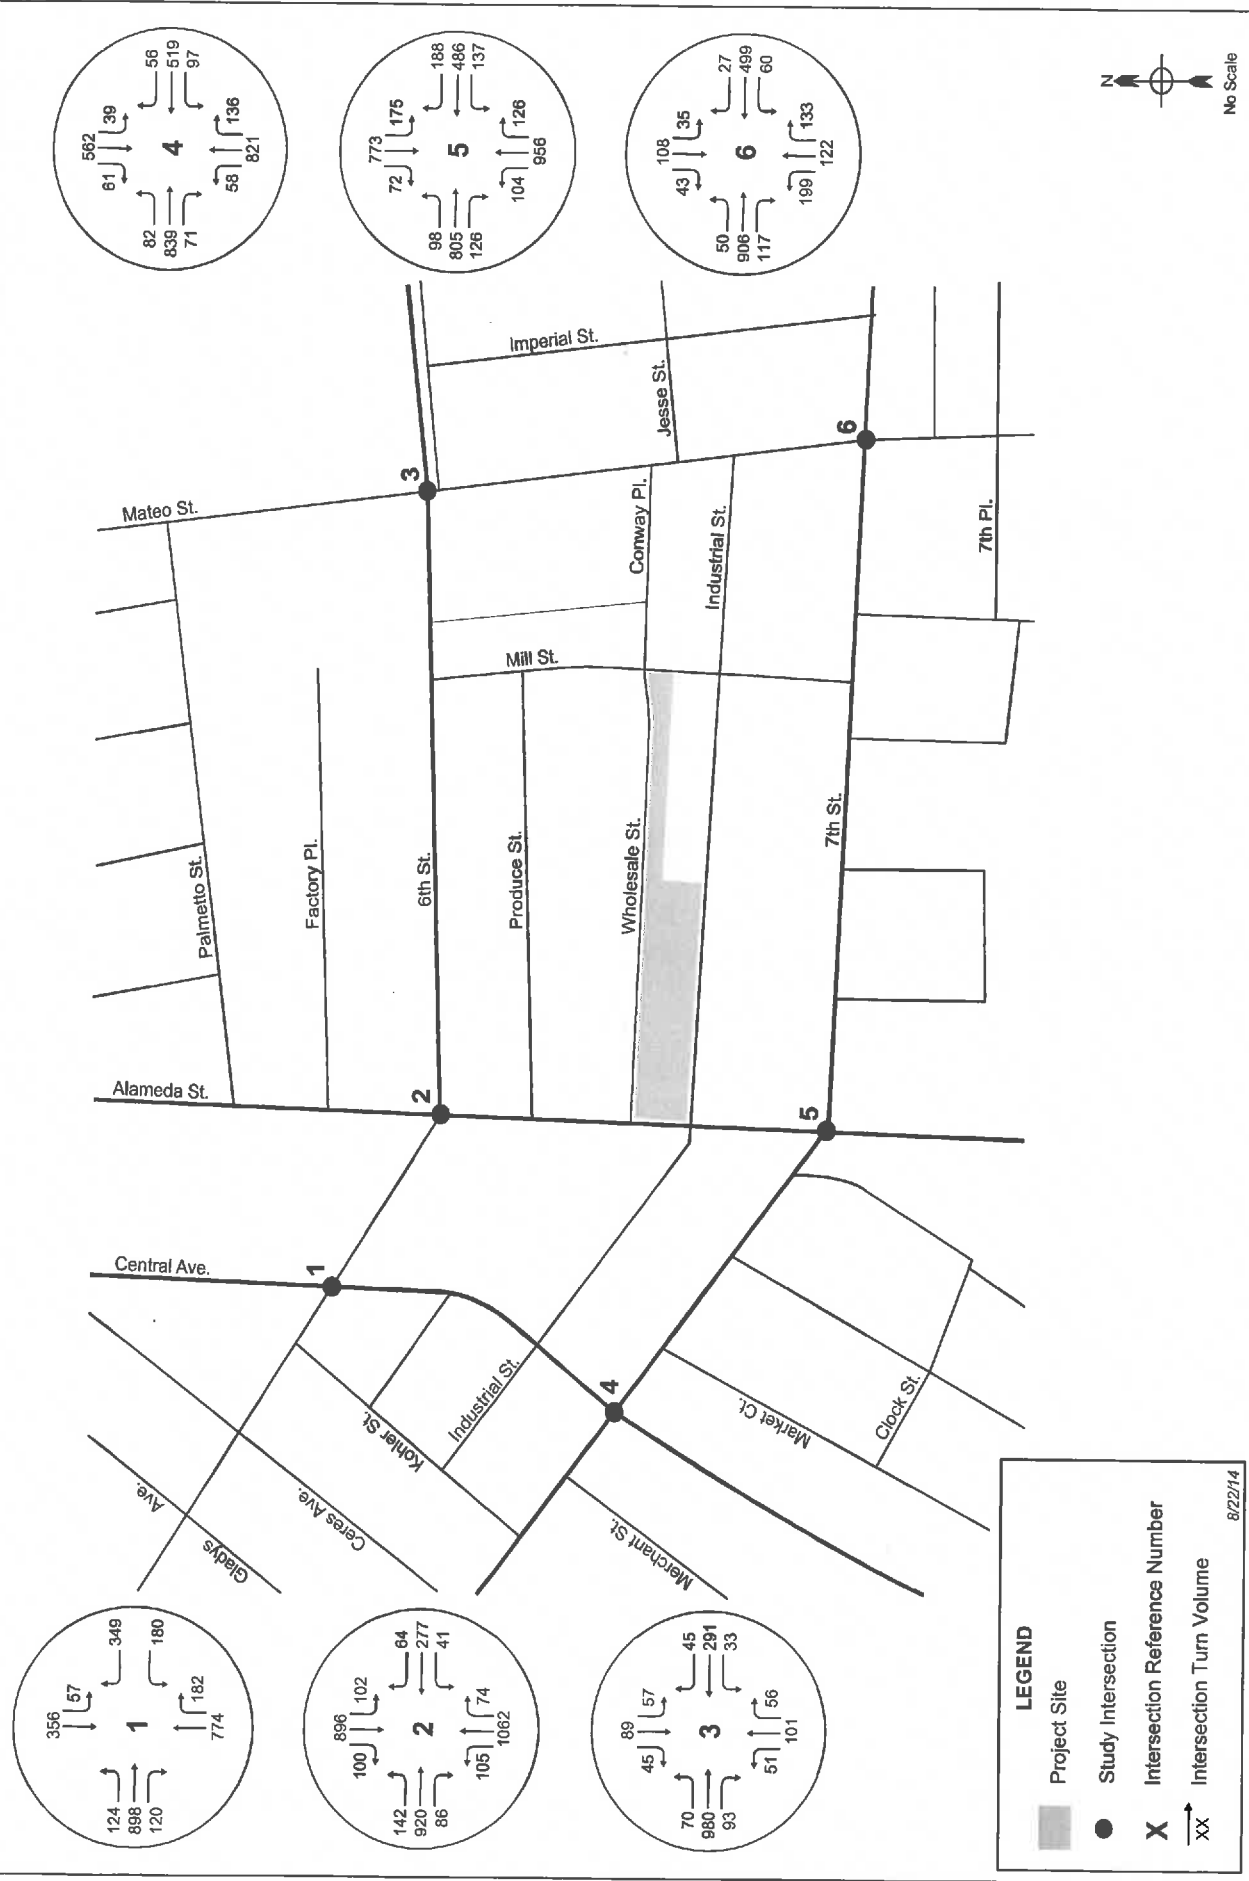 56
519
97
39
562
61
4
82
839
71
136
821
58
188
486
137
175
773
72
5
98
805
126
126
956
104
27
499
60
35
108
43
6
50
906
117
133
122
199
N
No Scale
Mateo St.
Imperial St.
Jesse St.
Conway Pl.
Industrial St.
7th Pl.
3
6
Mill St.
Palmetto St.
Factory Pl.
6th St.
Produce St.
Wholesale St.
7th St.
Alameda St.
2
5
Central Ave.
1
4
Industrial St.
Kohler St.
Ceres Ave.
Gladys
Ave.
Merchant St.
Market Ct.
Clock St.
349
180
57
356
1
124
898
120
182
774
64
277
41
102
896
100
2
142
920
86
74
1062
105
45
291
33
57
89
45
3
70
980
93
56
101
51
LEGEND
Project Site
Study Intersection
X Intersection Reference Number
XX Intersection Turn Volume
8/22/14